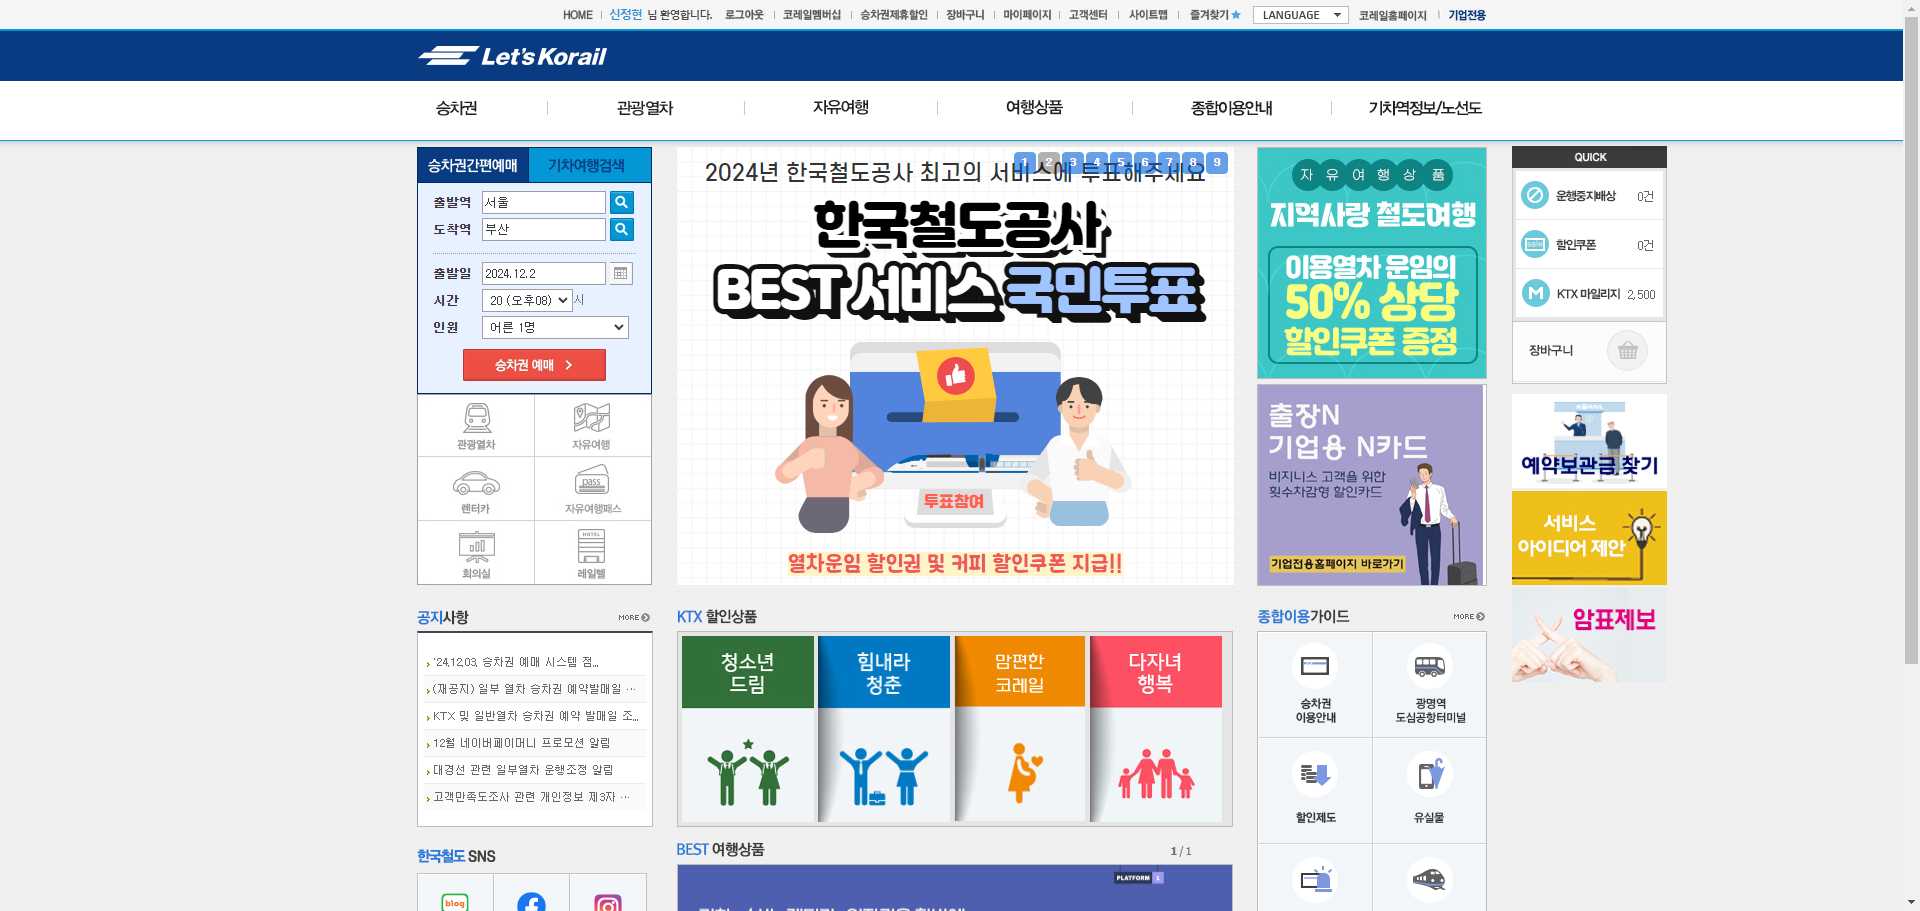 HOME
신정현 님 환영합니다.
로그아웃
코레일멤버십
승차권제휴할인
장바구니
마이페이지
고객센터
사이트맵
즐겨찾기
LANGUAGE
코레일홈페이지
기업전용
Let's Korail
승차권
관광열차
자유여행
여행상품
종합이용안내
기차역정보/노선도
승차권간편예매
기차여행검색
출발역 서울
도착역 부산
출발일 2024.12.2
시간 20 (오후08) 시
인원 어른 1명
승차권 예매
관광열차
자유여행
렌터카
pass
자유여행패스
회의실
HOTEL
레일텔
1 2 3 4 5 6 7 8 9
2024년 한국철도공사 최고의 서비스에 투표해주세요
한국철도공사
BEST 서비스 국민투표
투표참여
열차운임 할인권 및 커피 할인쿠폰 지급!!
자유여행상품
지역사랑 철도여행
이용열차 운임의
50% 상당
할인쿠폰 증정
출장N
기업용 N카드
비지니스 고객을 위한
횟수차감형 할인카드
기업전용홈페이지 바로가기
QUICK
운행중지배상 0건
할인쿠폰 0건
M KTX 마일리지 2,500
장바구니
예약보관금 찾기
서비스
아이디어 제안
암표제보
공지사항
MORE
'24.12.03. 승차권 예매 시스템 점...
(재공지) 일부 열차 승차권 예약발매일 ...
KTX 및 일반열차 승차권 예약 발매일 조...
12월 네이버페이머니 프로모션 알림
대경선 관련 일부열차 운행조정 알림
고객만족도조사 관련 개인정보 제3자 ...
한국철도 SNS
blog
KTX 할인상품
청소년
드림
힘내라
청춘
맘편한
코레일
다자녀
행복
BEST 여행상품
1 / 1
PLATFORM
종합이용가이드
MORE
승차권
이용안내
광명역
도심공항터미널
할인제도
유실물